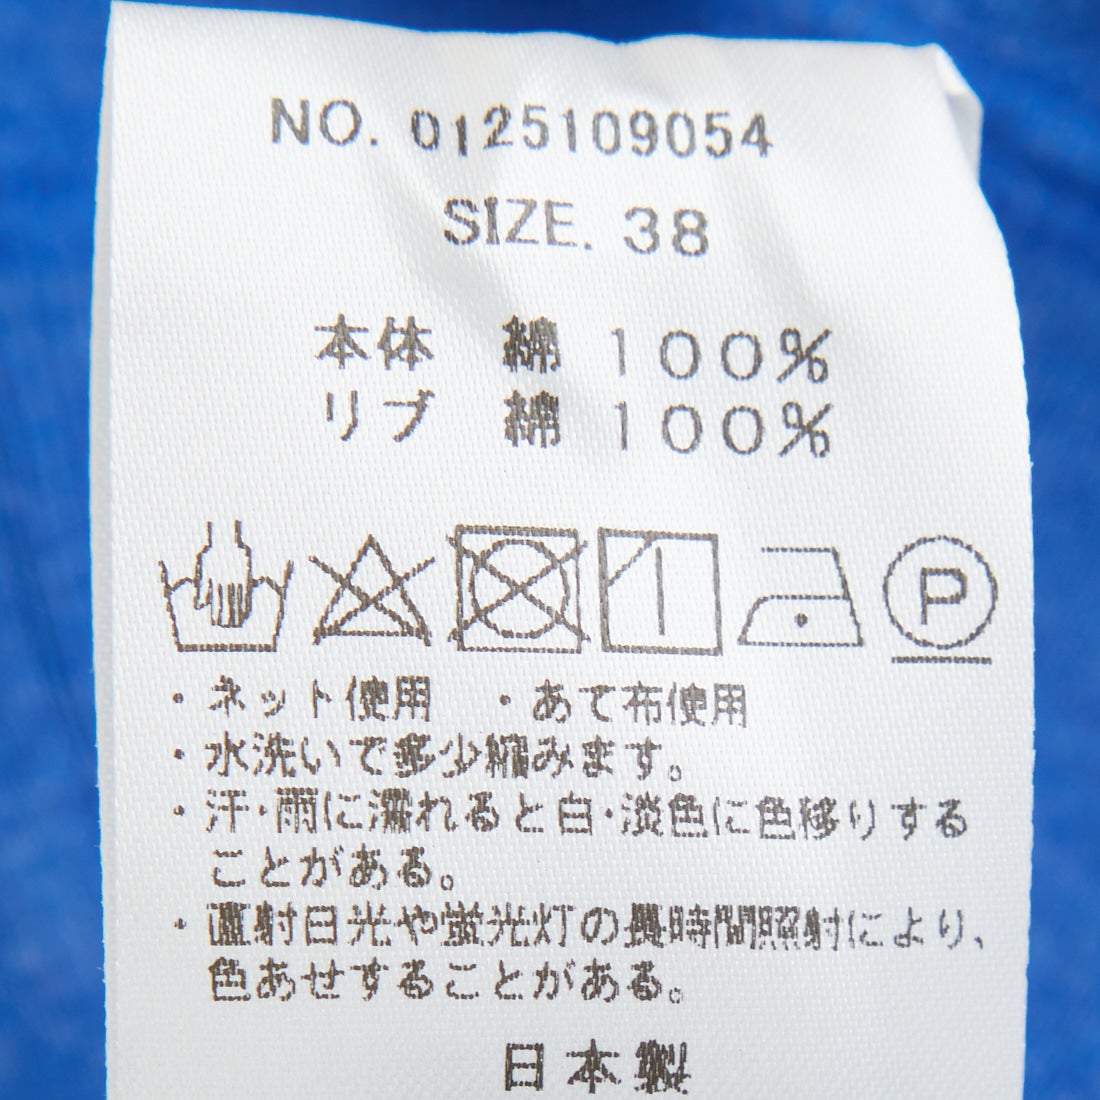 NO. 0125109054
SIZE. 38
本体 綿 100%
リブ 綿 100%
P
・ネット使用 ・あて布使用
・水洗いで多少縮みます。
・汗・雨に濡れると白・淡色に色移りする
ことがある。
・直射日光や蛍光灯の長時間照射により、
色あせすることがある。
日本製